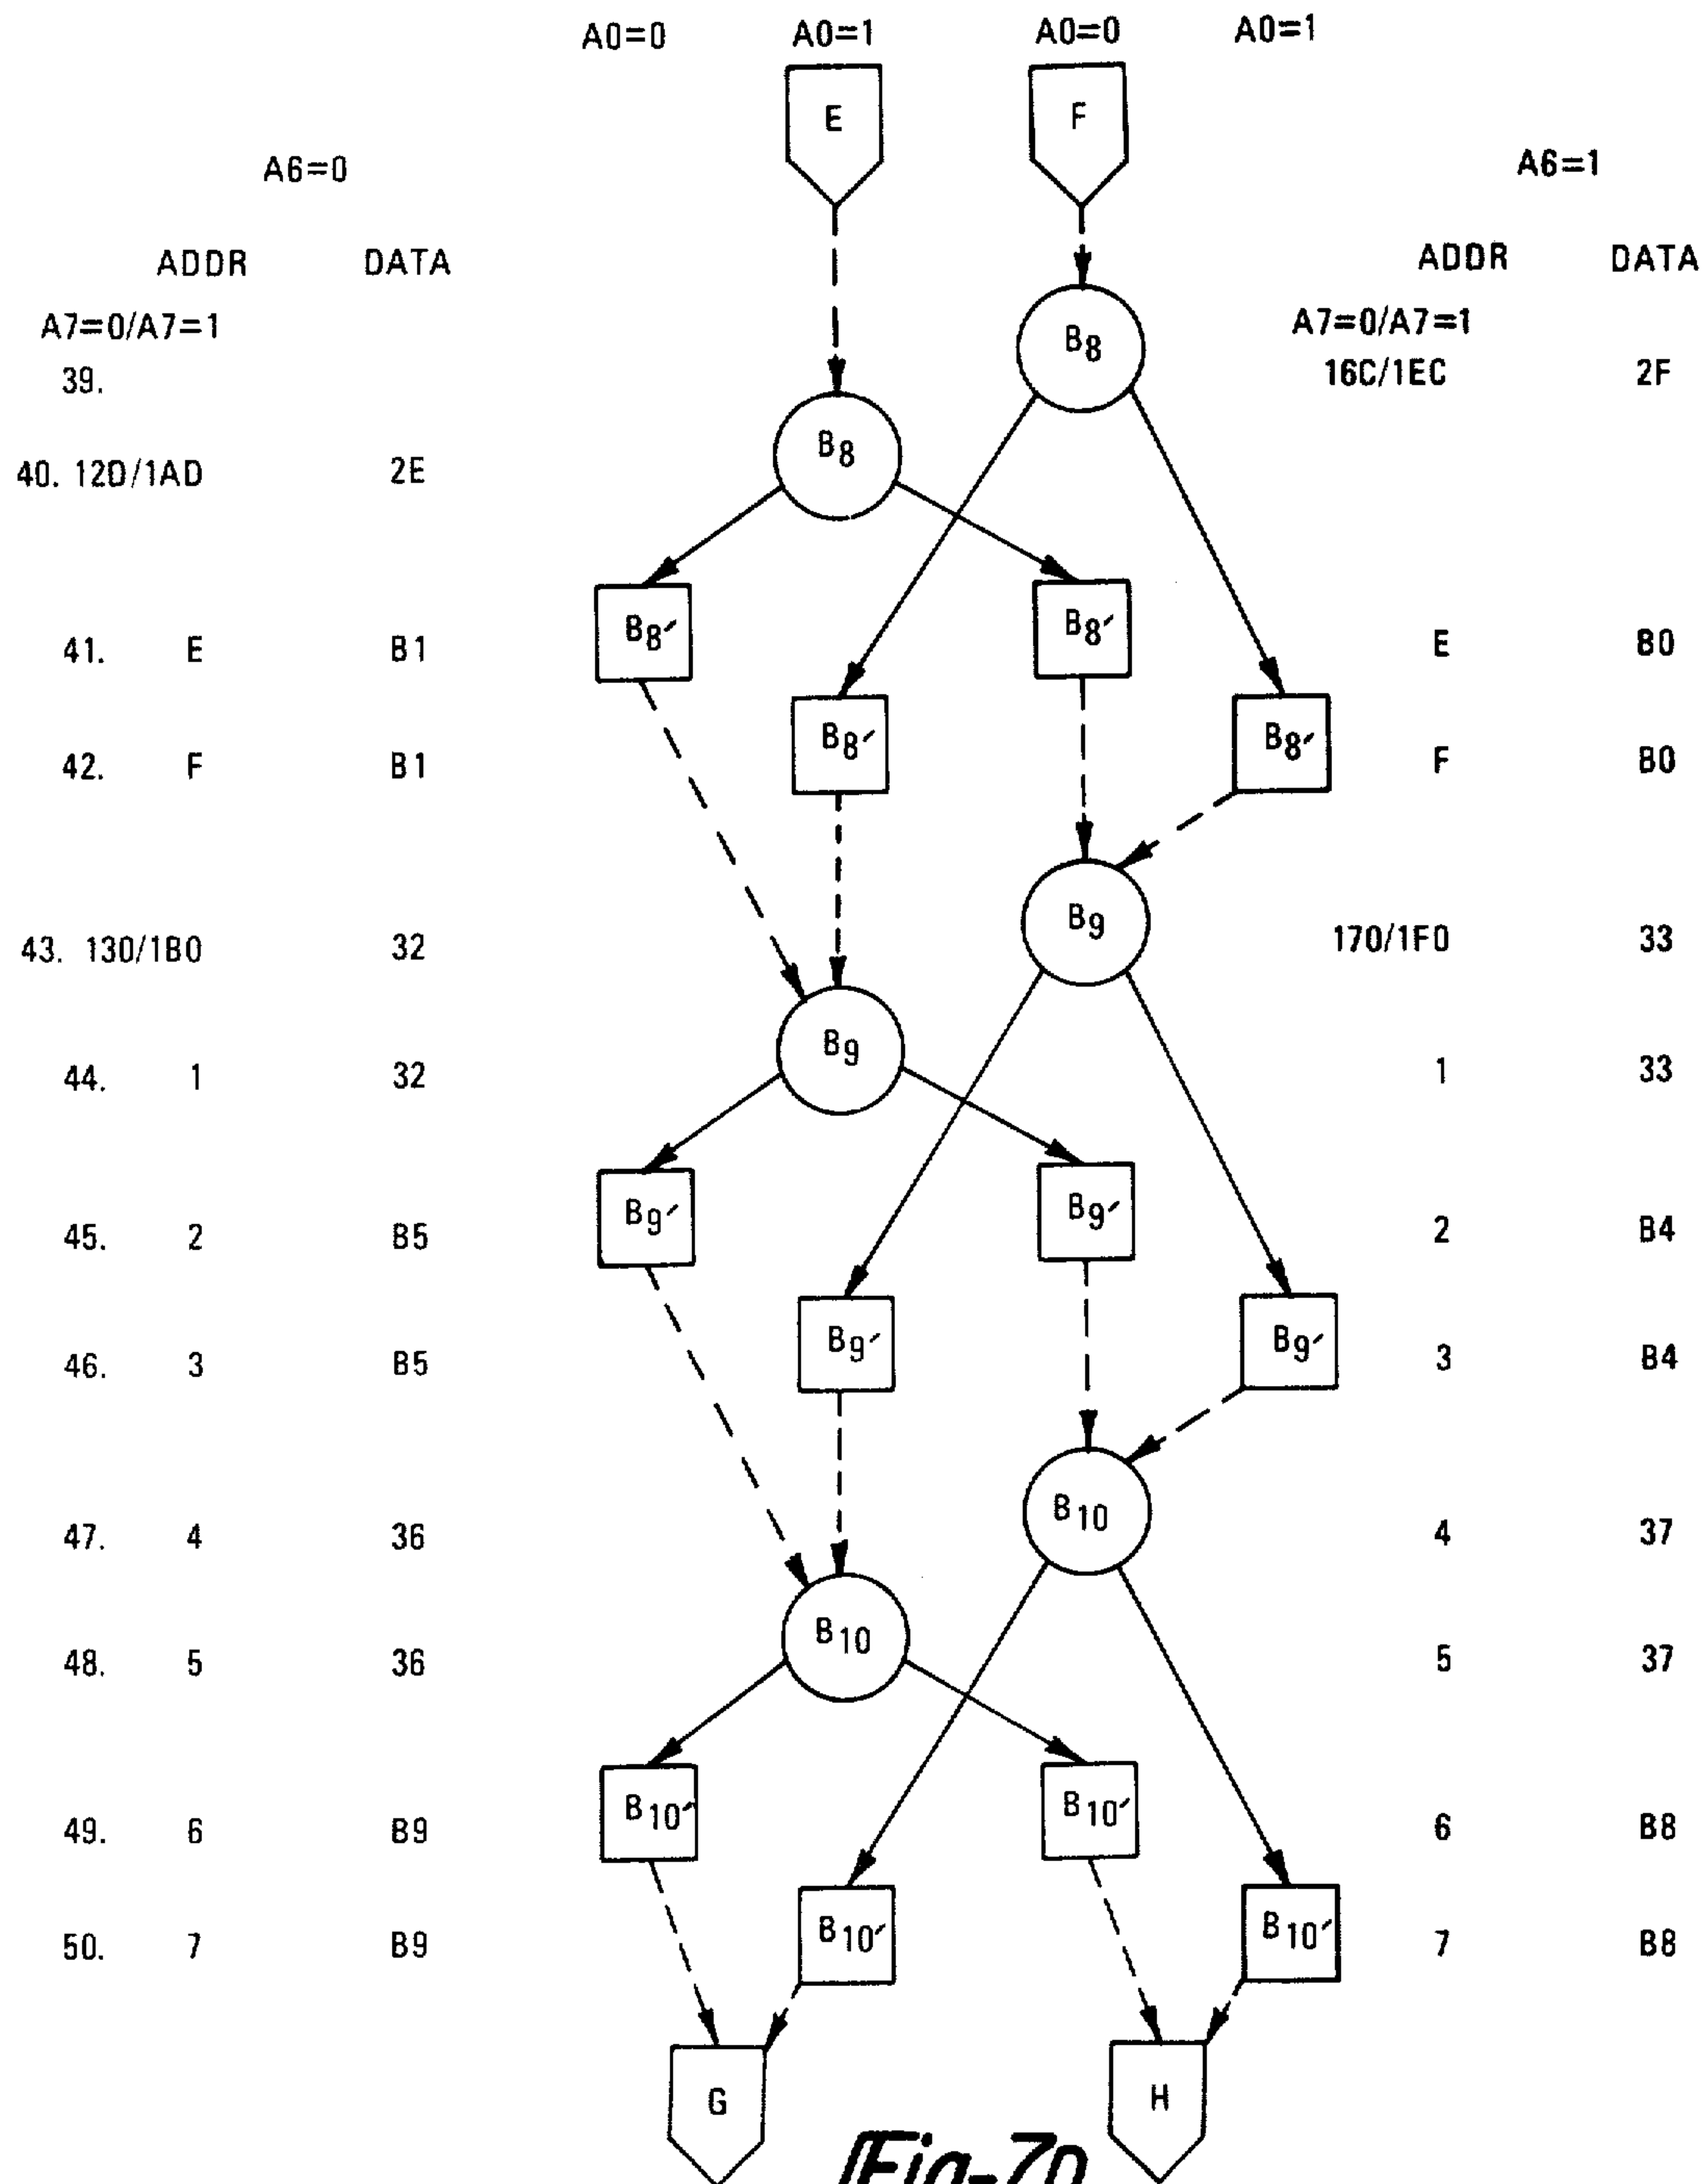 A0=0 A0=1 A0=0 A0=1
E F
A6=0 A6=1
ADDR DATA ADDR DATA
A7=0/A7=1 B8 A7=0/A7=1
39. 16C/1EC 2F
40. 12D/1AD 2E B8
41. E B1 B8′ B8′ E B0
42. F B1 B8′ B8′ F B0
43. 130/1B0 32 B9 170/1F0 33
44. 1 32 B9 1 33
45. 2 B5 B9′ B9′ 2 B4
46. 3 B5 B9′ B9′ 3 B4
47. 4 36 B10 4 37
48. 5 36 B10 5 37
49. 6 B9 B10′ B10′ 6 B8
50. 7 B9 B10′ B10′ 7 B8
G H
Fig-7D